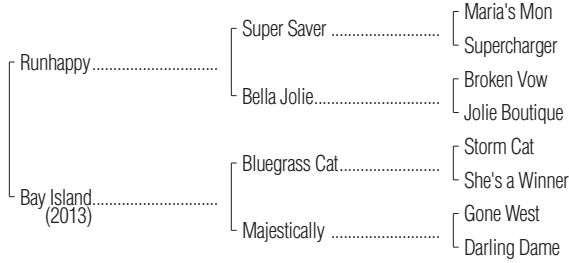 Maria's Mon
Super Saver ........................
Supercharger
Runhappy............................
Broken Vow
Bella Jolie............................
Jolie Boutique
Storm Cat
Bluegrass Cat......................
She's a Winner
Bay Island............................
(2013)
Gone West
Majestically ........................
Darling Dame